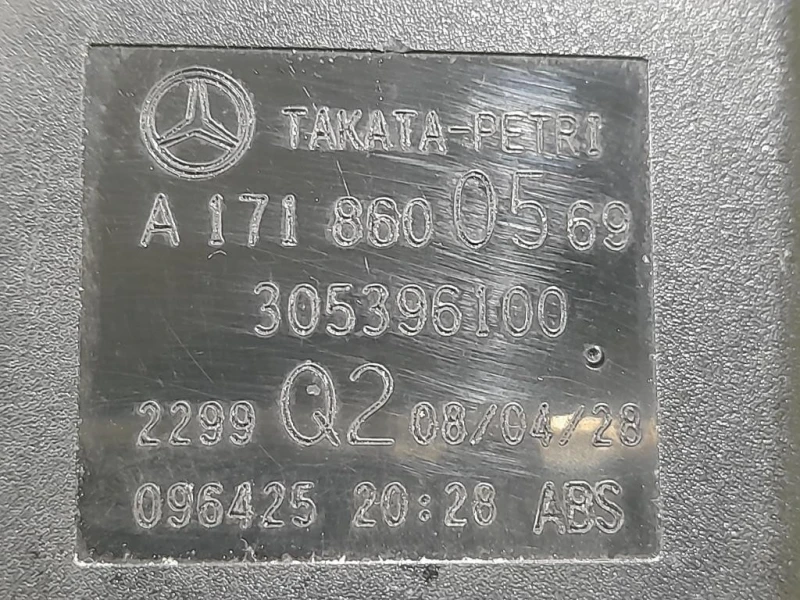 TAKATA-PETRI
A 171 860 05 69
305396100
2299 Q2 08/04/28
096425 20:28 ABS